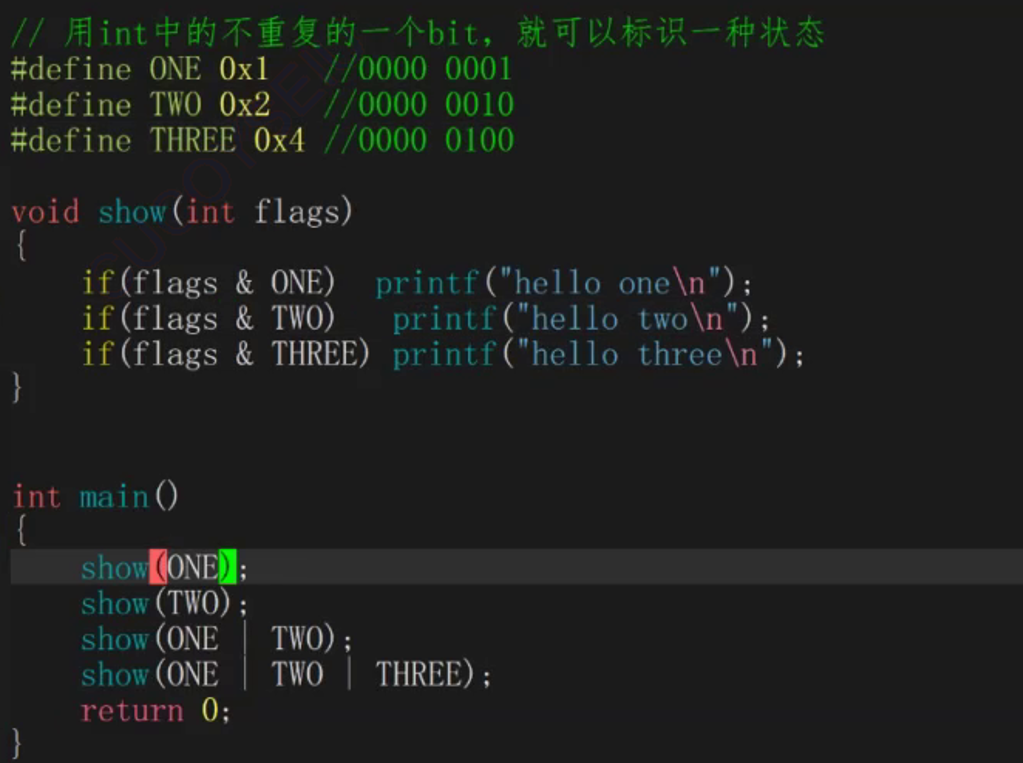 // 用int中的不重复的一个bit，就可以标识一种状态
#define ONE 0x1   //0000 0001
#define TWO 0x2   //0000 0010
#define THREE 0x4 //0000 0100
void show(int flags)
{
    if(flags & ONE)  printf("hello one\n");
    if(flags & TWO)   printf("hello two\n");
    if(flags & THREE) printf("hello three\n");
}
int main()
{
    show(ONE);
    show(TWO);
    show(ONE | TWO);
    show(ONE | TWO | THREE);
    return 0;
}